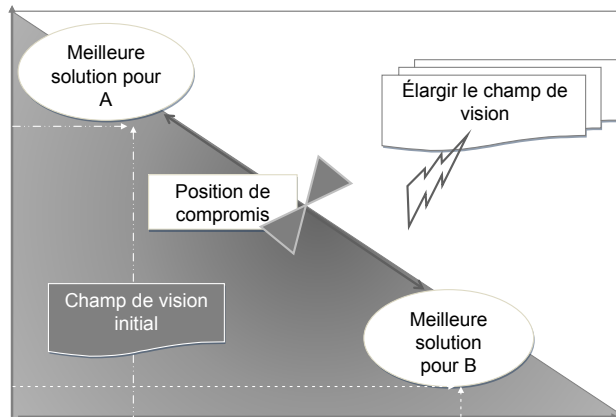 Meilleure
solution pour
A
Élargir le champ de
vision
Position de
compromis
Champ de vision
initial
Meilleure
solution
pour B